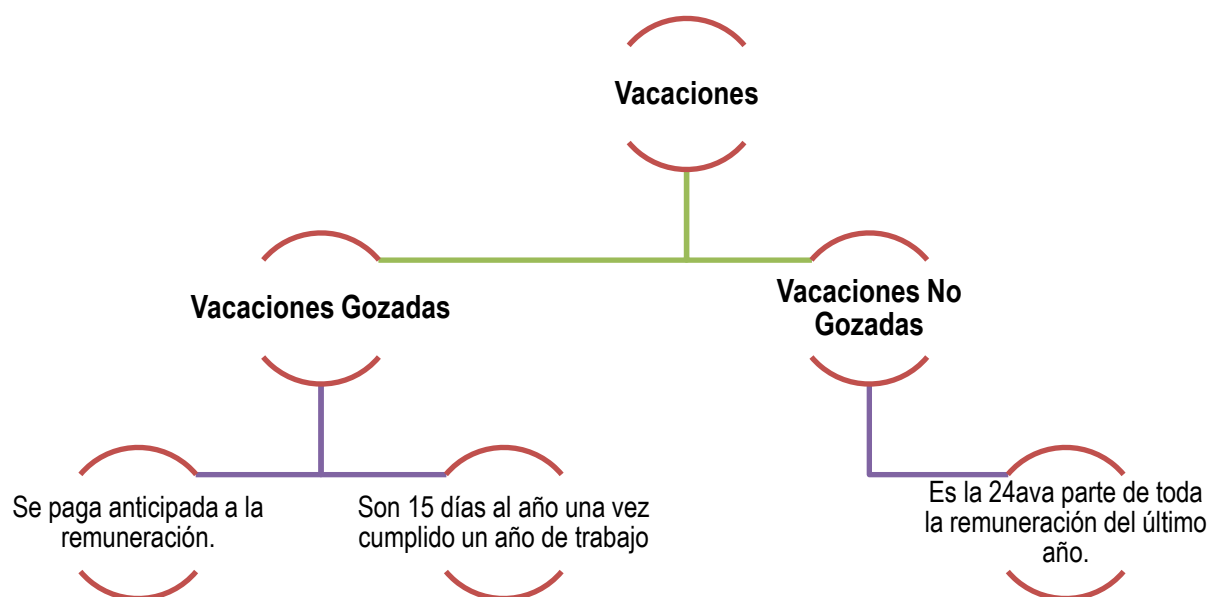 Vacaciones
Vacaciones Gozadas
Vacaciones No
Gozadas
Se paga anticipada a la
remuneración.
Son 15 días al año una vez
cumplido un año de trabajo
Es la 24ava parte de toda
la remuneración del último
año.